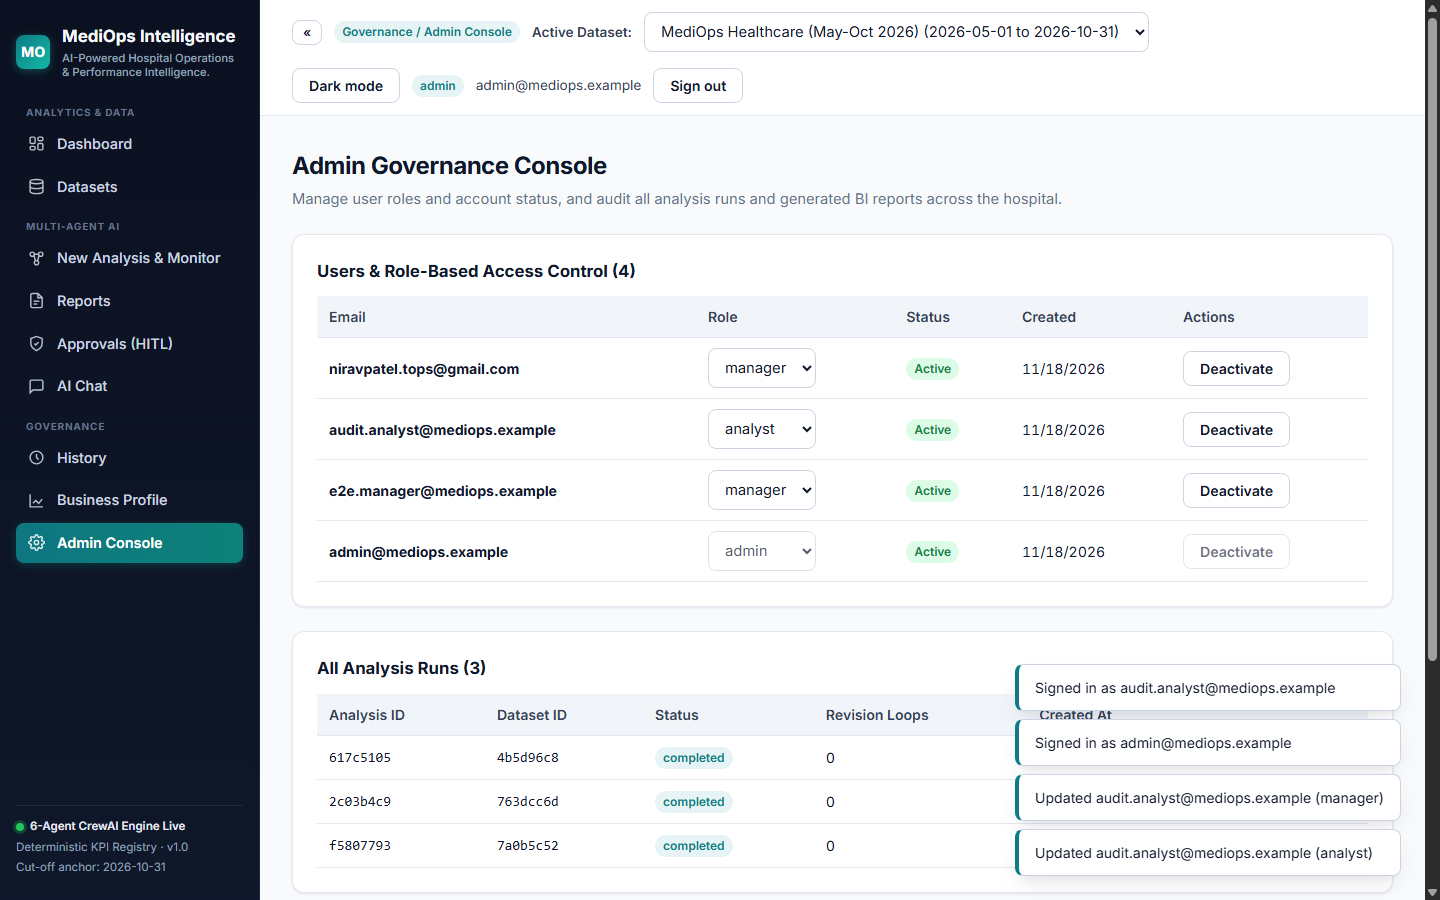 MO
MediOps Intelligence
AI-Powered Hospital Operations
& Performance Intelligence.
ANALYTICS & DATA
Dashboard
Datasets
MULTI-AGENT AI
New Analysis & Monitor
Reports
Approvals (HITL)
AI Chat
GOVERNANCE
History
Business Profile
Admin Console
6-Agent CrewAI Engine Live
Deterministic KPI Registry · v1.0
Cut-off anchor: 2026-10-31
« Governance / Admin Console Active Dataset: MediOps Healthcare (May-Oct 2026) (2026-05-01 to 2026-10-31)
Dark mode admin admin@mediops.example Sign out
Admin Governance Console
Manage user roles and account status, and audit all analysis runs and generated BI reports across the hospital.
Users & Role-Based Access Control (4)
Email Role Status Created Actions
niravpatel.tops@gmail.com manager Active 11/18/2026 Deactivate
audit.analyst@mediops.example analyst Active 11/18/2026 Deactivate
e2e.manager@mediops.example manager Active 11/18/2026 Deactivate
admin@mediops.example admin Active 11/18/2026 Deactivate
All Analysis Runs (3)
Analysis ID Dataset ID Status Revision Loops Created At
617c5105 4b5d96c8 completed 0
2c03b4c9 763dcc6d completed 0
f5807793 7a0b5c52 completed 0
Signed in as audit.analyst@mediops.example
Signed in as admin@mediops.example
Updated audit.analyst@mediops.example (manager)
Updated audit.analyst@mediops.example (analyst)